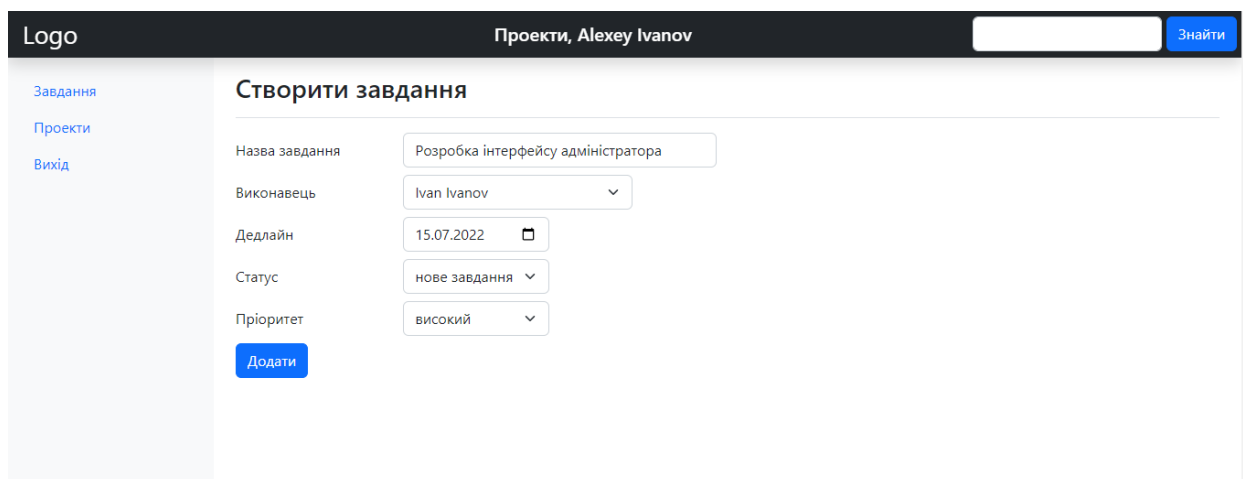 Logo
Проекти, Alexey Ivanov
Знайти
Завдання
Проекти
Вихід
Створити завдання
Назва завдання Розробка інтерфейсу адміністратора
Виконавець Ivan Ivanov
Дедлайн 15.07.2022
Статус нове завдання
Пріоритет високий
Додати